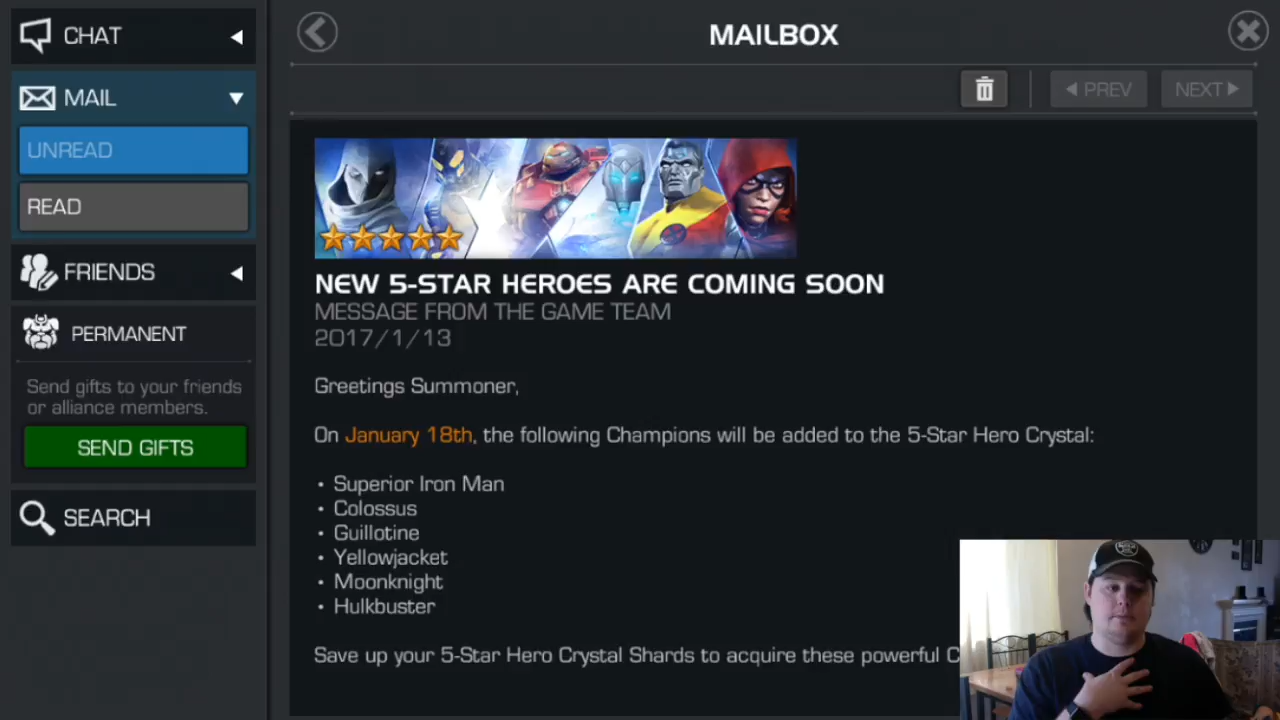 CHAT
MAIL
UNREAD
READ
FRIENDS
PERMANENT
Send gifts to your friends
or alliance members.
SEND GIFTS
SEARCH
MAILBOX
PREV
NEXT
NEW 5-STAR HEROES ARE COMING SOON
MESSAGE FROM THE GAME TEAM
2017/1/13
Greetings Summoner,
On January 18th, the following Champions will be added to the 5-Star Hero Crystal:
• Superior Iron Man
• Colossus
• Guillotine
• Yellowjacket
• Moonknight
• Hulkbuster
Save up your 5-Star Hero Crystal Shards to acquire these powerful C